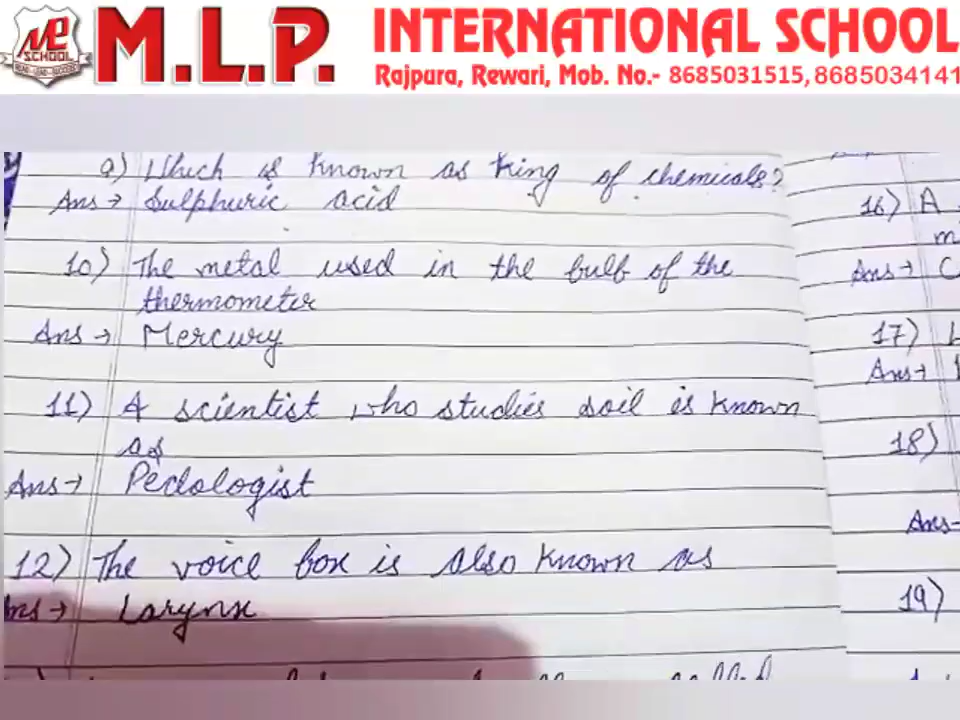 MLP
SCHOOL
M.L.P.
INTERNATIONAL SCHOOL
Rajpura, Rewari, Mob. No.- 8685031515, 8685034141
9) Which is known as King of chemicals?
Ans → Sulphuric acid
10) The metal used in the bulb of the
thermometer
Ans → Mercury
11) A scientist who studies soil is known
as
Ans → Pedologist
12) The voice box is also known as
Ans → Larynx
called
16) A
Ans → C
17)
Ans →
18)
Ans-
19)